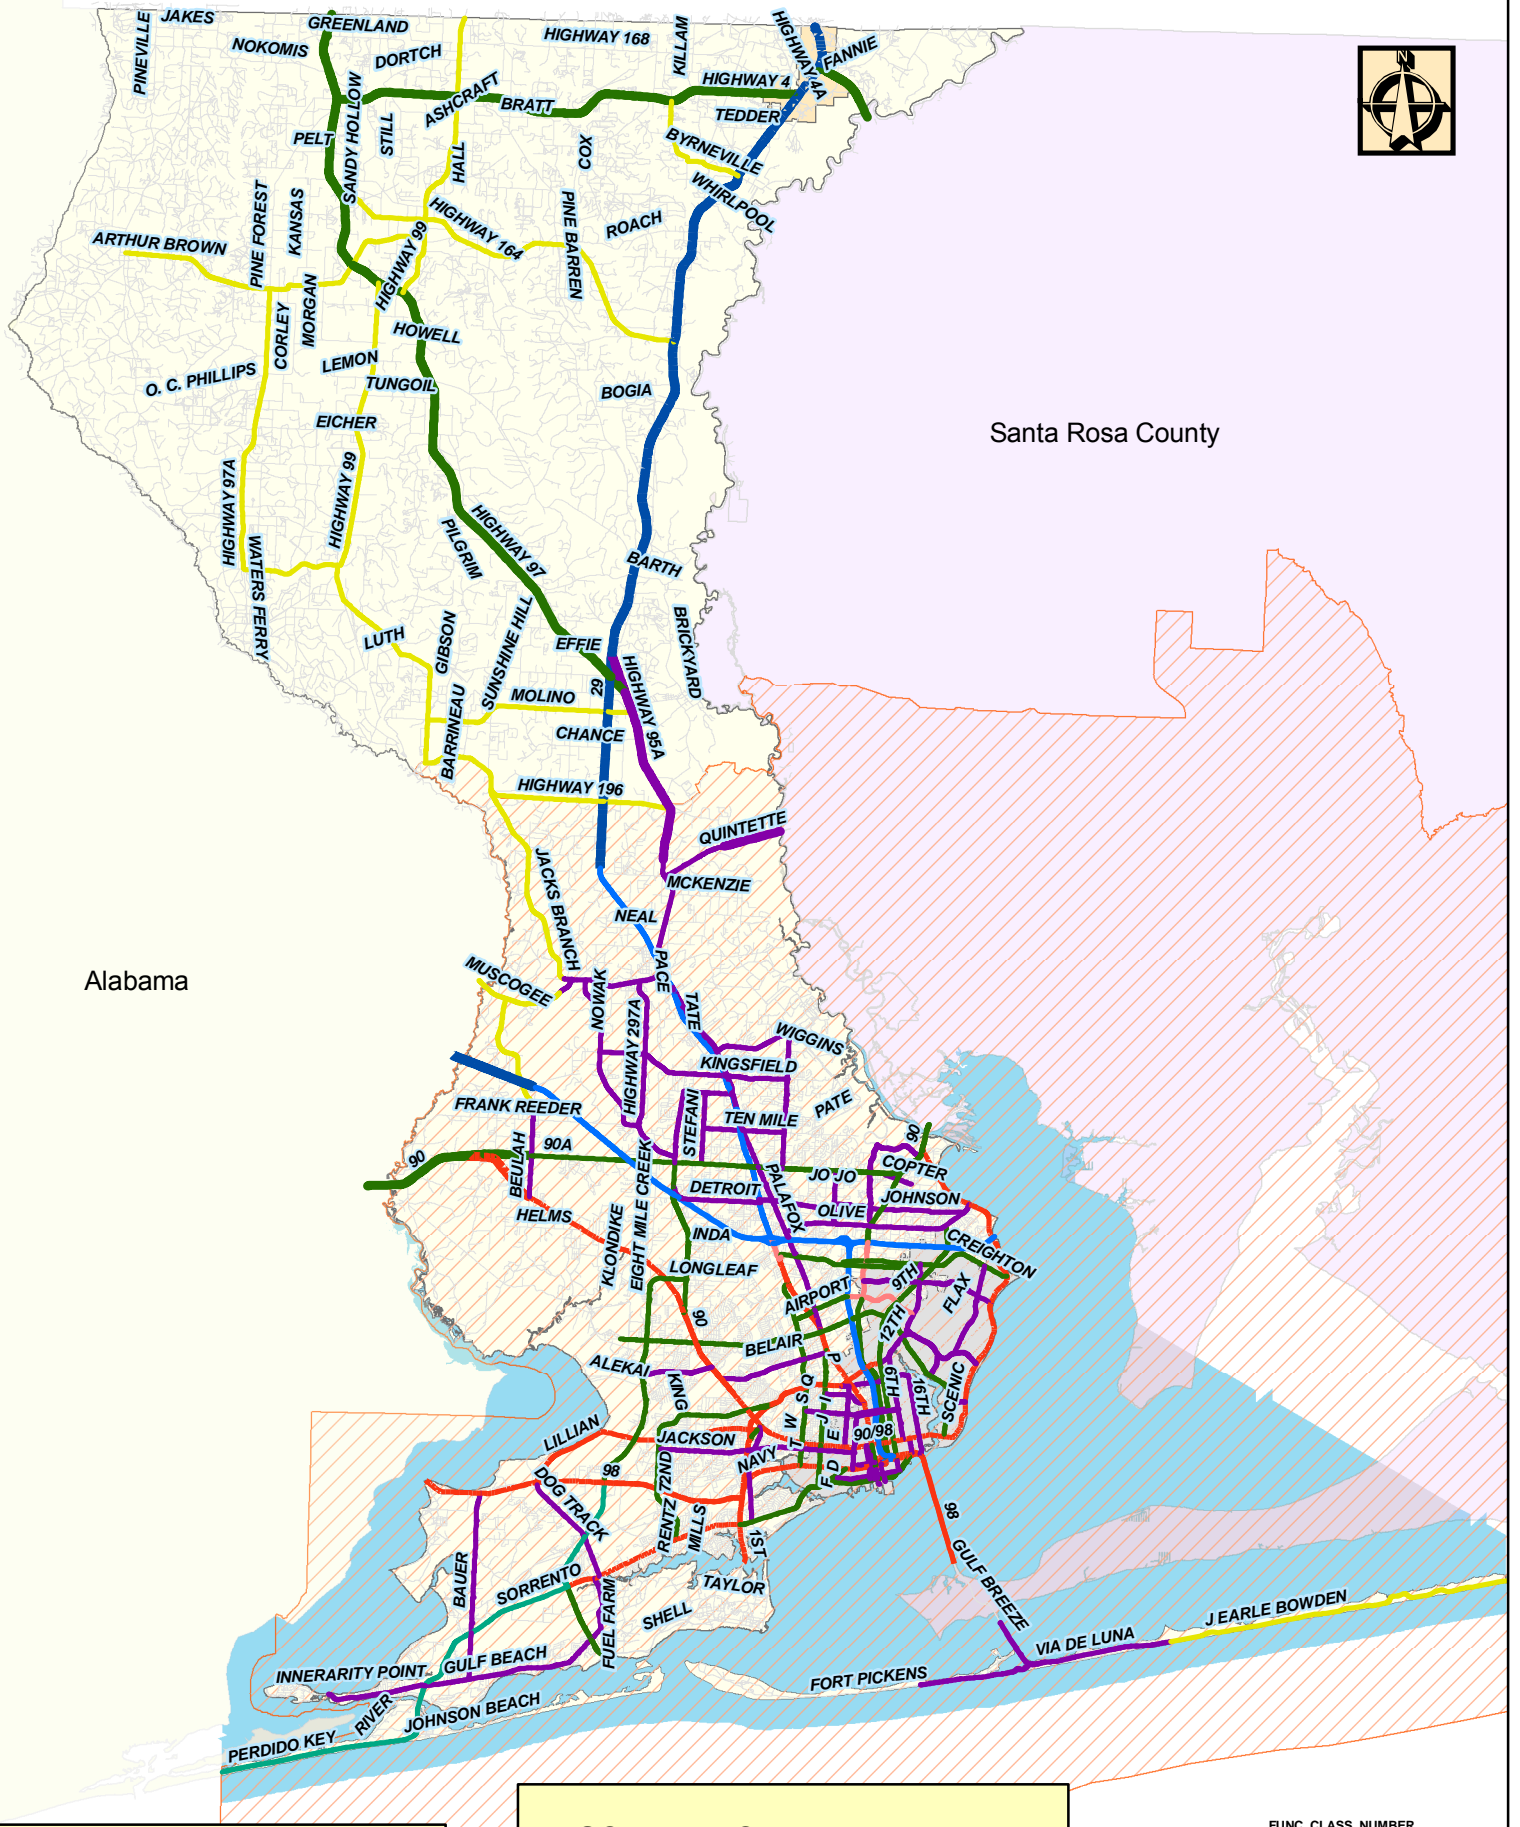 JAKES
PINEVILLE
GREENLAND
NOKOMIS
DORTCH
HIGHWAY 168
KILLAM
HIGHWAY 4A
FANNIE
N
HIGHWAY 4
ASHCRAFT
BRATT
TEDDER
PELT
SANDY HOLLOW
STILL
HALL
COX
BYRNEVILLE
WHIRLPOOL
PINE FOREST
KANSAS
ARTHUR BROWN
HIGHWAY 99
HIGHWAY 164
PINE BARREN
ROACH
CORLEY
MORGAN
HOWELL
LEMON
O. C. PHILLIPS
TUNGOIL
BOGIA
EICHER
Santa Rosa County
HIGHWAY 97A
HIGHWAY 99
PILGRIM
HIGHWAY 97
BARTH
WATERS FERRY
LUTH
GIBSON
SUNSHINE HILL
EFFIE
BRICKYARD
29
HIGHWAY 95A
BARRINEAU
MOLINO
CHANCE
HIGHWAY 196
QUINTETTE
MCKENZIE
JACKS BRANCH
NEAL
Alabama
MUSCOGEE
NOWAK
PACE
HIGHWAY 297A
TATE
WIGGINS
KINGSFIELD
FRANK REEDER
STEFANI
TEN MILE
PATE
90
BEULAH
90A
90
COPTER
EIGHT MILE CREEK
DETROIT
PALAFOX
JO JO
JOHNSON
HELMS
OLIVE
KLONDIKE
INDA
CREIGHTON
LONGLEAF
9TH
FLAX
AIRPORT
90
12TH
BELAIR
ALEKAI
P
KING
Q
S
6TH
16TH
SCENIC
W
I
J
LILLIAN
JACKSON
T
E
90/98
98
72ND
NAVY
D
F
DOG TRACK
RENTZ
MILLS
1ST
98
GULF BREEZE
BAUER
SORRENTO
TAYLOR
FUEL FARM
SHELL
J EARLE BOWDEN
VIA DE LUNA
GULF BEACH
INNERARITY POINT
FORT PICKENS
RIVER
JOHNSON BEACH
PERDIDO KEY
FUNC_CLASS_NUMBER